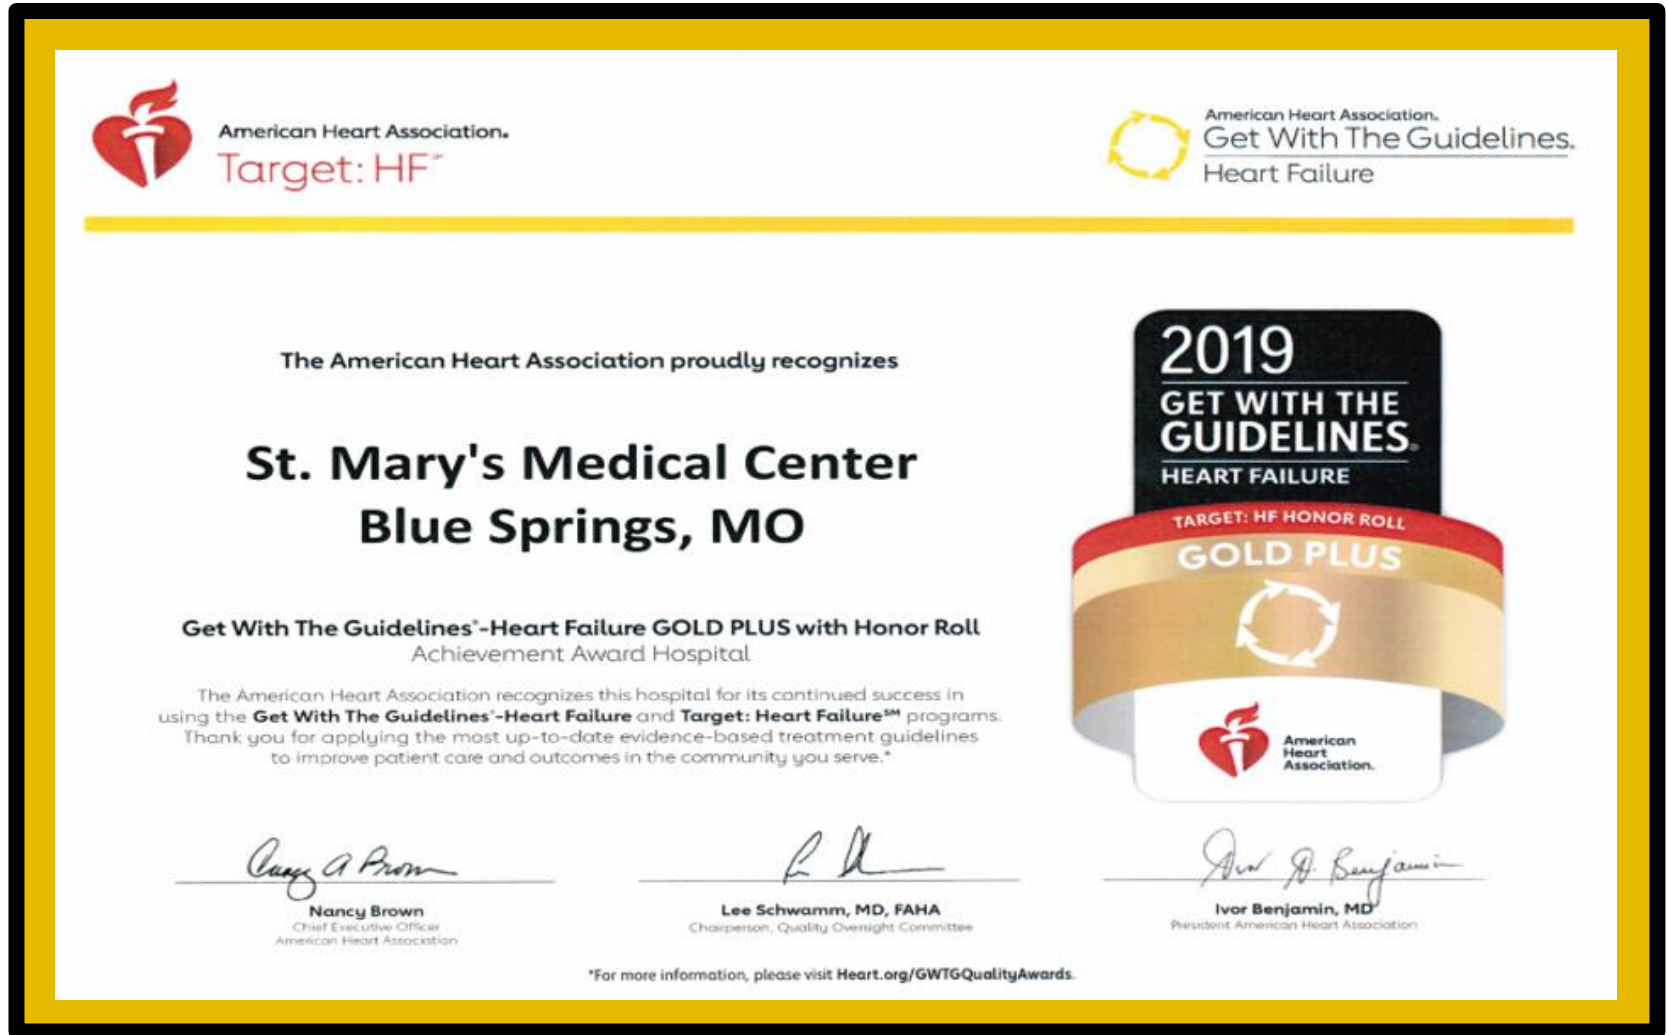 American Heart Association.
Target: HF℠
American Heart Association.
Get With The Guidelines.
Heart Failure
The American Heart Association proudly recognizes
St. Mary's Medical Center
Blue Springs, MO
Get With The Guidelines®-Heart Failure GOLD PLUS with Honor Roll
Achievement Award Hospital
The American Heart Association recognizes this hospital for its continued success in
using the Get With The Guidelines®-Heart Failure and Target: Heart Failure℠ programs.
Thank you for applying the most up-to-date evidence-based treatment guidelines
to improve patient care and outcomes in the community you serve.*
2019
GET WITH THE
GUIDELINES®
HEART FAILURE
TARGET: HF HONOR ROLL
GOLD PLUS
American
Heart
Association.
Nancy A Brown
Nancy Brown
Chief Executive Officer
American Heart Association
Lee Schwamm, MD, FAHA
Chairperson, Quality Oversight Committee
Ivor D. Benjamin
Ivor Benjamin, MD
President American Heart Association
*For more information, please visit Heart.org/GWTGQualityAwards.